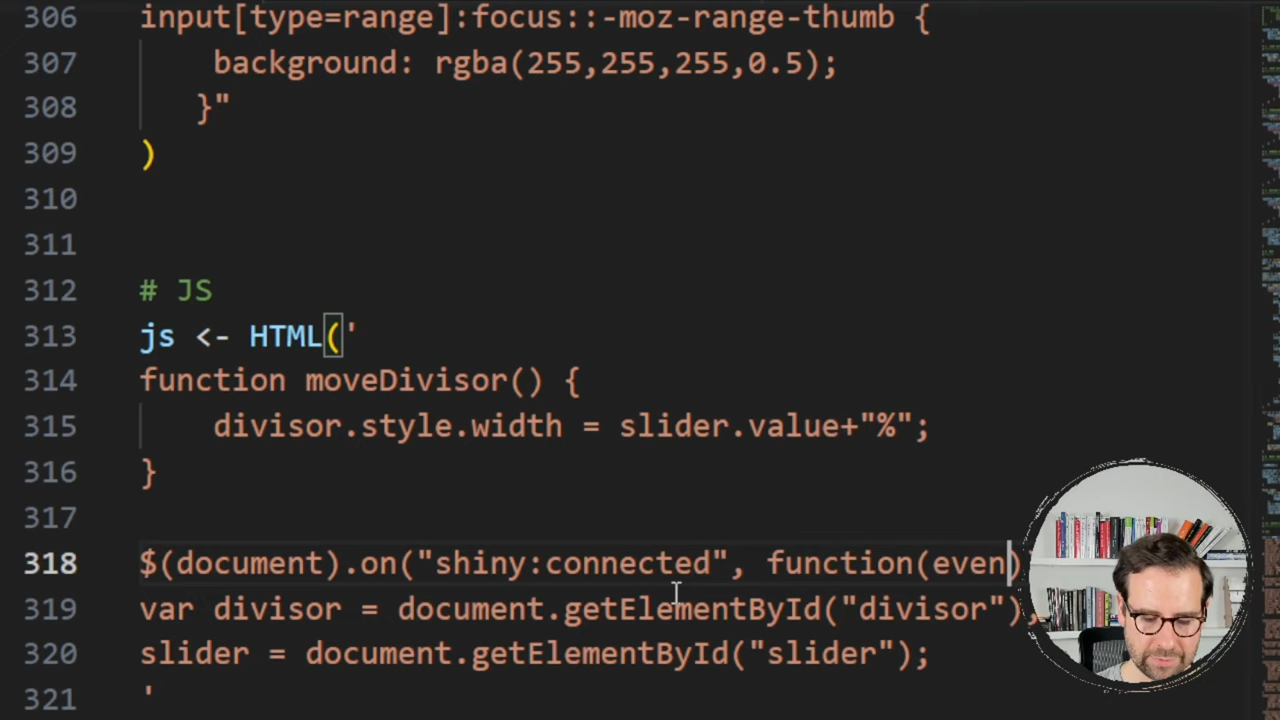 306 input[type=range]:focus::-moz-range-thumb {
307 background: rgba(255,255,255,0.5);
308 }"
309 )
310
311
312 # JS
313 js <- HTML('
314 function moveDivisor() {
315 divisor.style.width = slider.value+"%";
316 }
317
318 $(document).on("shiny:connected", function(even)
319 var divisor = document.getElementById("divisor");
320 slider = document.getElementById("slider");
321 '